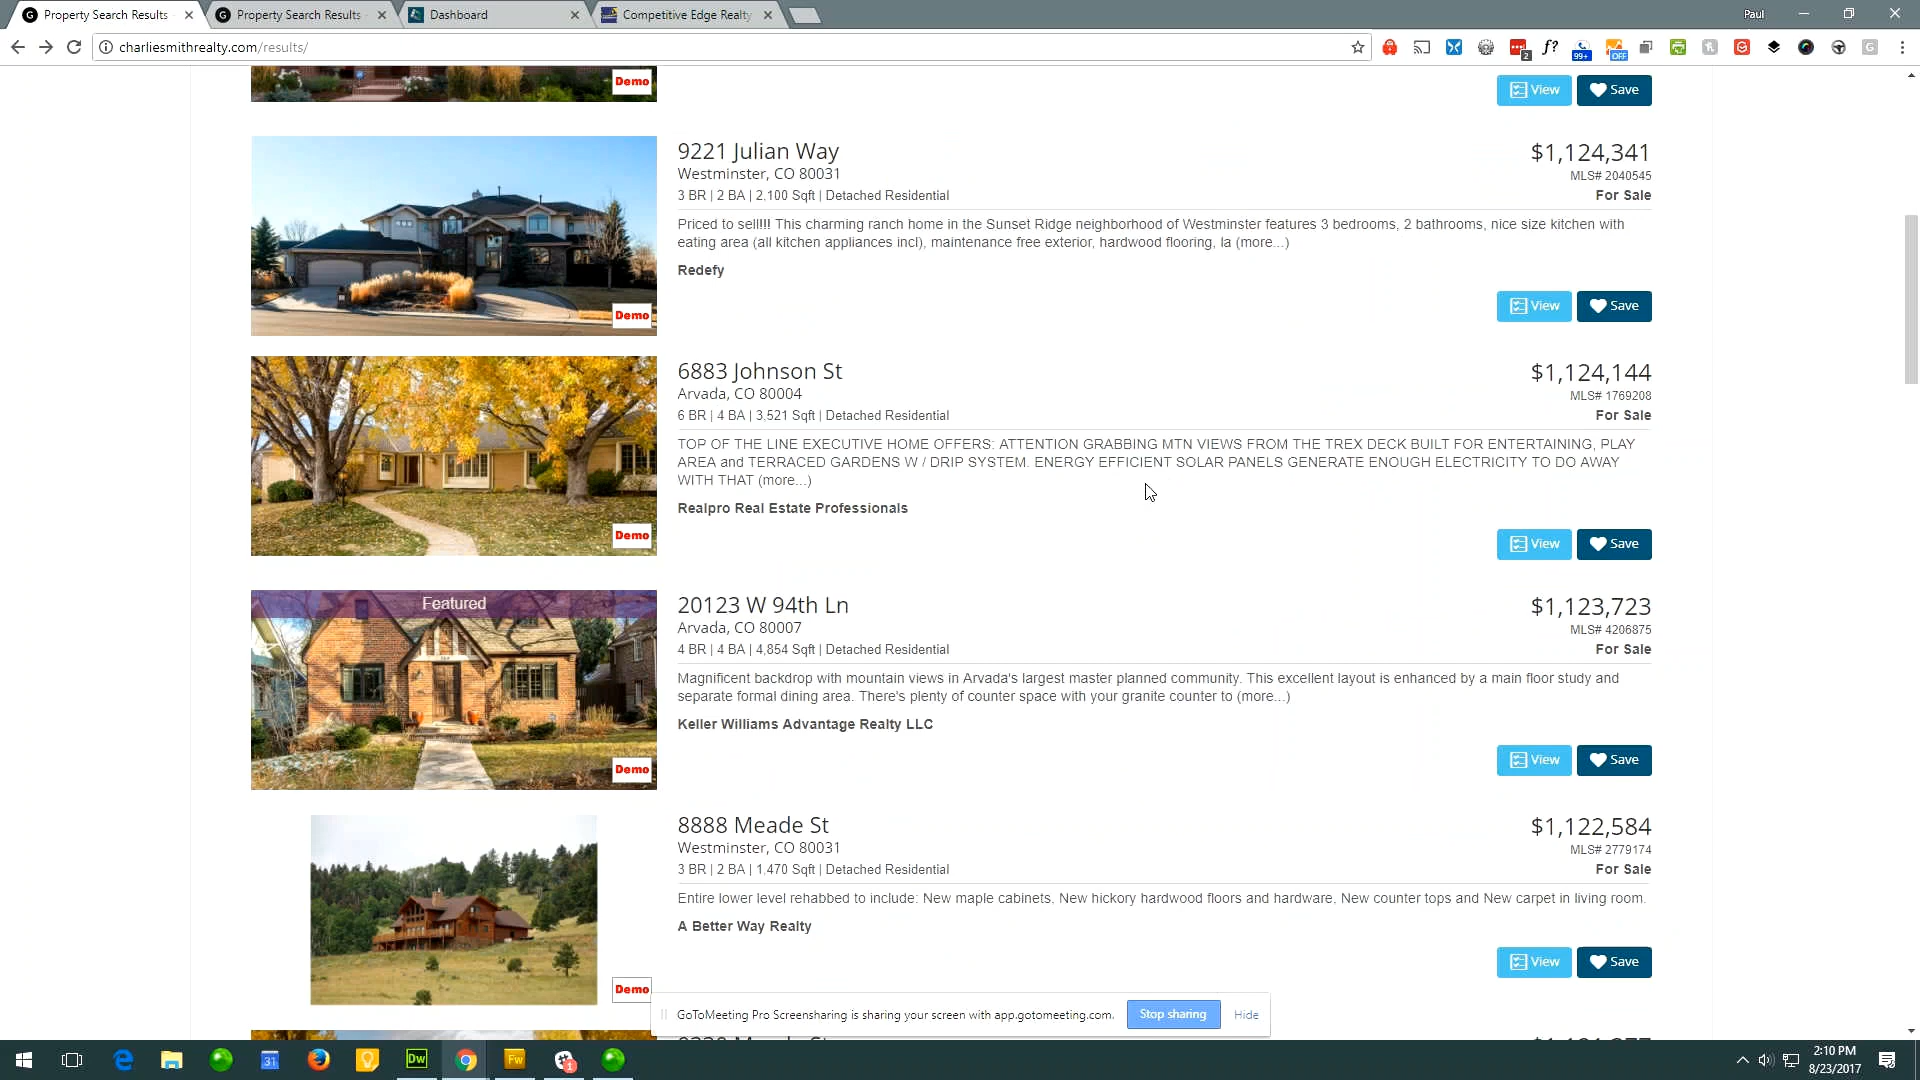 Property Search Results
Property Search Results
Dashboard
Competitive Edge Realty
Paul
charliesmithrealty.com/results/
2
f?
99+
OFF
Demo
View
Save
9221 Julian Way
$1,124,341
Westminster, CO 80031
MLS# 2040545
3 BR | 2 BA | 2,100 Sqft | Detached Residential
For Sale
Priced to sell!!! This charming ranch home in the Sunset Ridge neighborhood of Westminster features 3 bedrooms, 2 bathrooms, nice size kitchen with
eating area (all kitchen appliances incl), maintenance free exterior, hardwood flooring, la (more...)
Redefy
View
Save
Demo
6883 Johnson St
$1,124,144
Arvada, CO 80004
MLS# 1769208
6 BR | 4 BA | 3,521 Sqft | Detached Residential
For Sale
TOP OF THE LINE EXECUTIVE HOME OFFERS: ATTENTION GRABBING MTN VIEWS FROM THE TREX DECK BUILT FOR ENTERTAINING, PLAY
AREA and TERRACED GARDENS W / DRIP SYSTEM. ENERGY EFFICIENT SOLAR PANELS GENERATE ENOUGH ELECTRICITY TO DO AWAY
WITH THAT (more...)
Realpro Real Estate Professionals
Demo
View
Save
Featured
20123 W 94th Ln
$1,123,723
Arvada, CO 80007
MLS# 4206875
4 BR | 4 BA | 4,854 Sqft | Detached Residential
For Sale
Magnificent backdrop with mountain views in Arvada's largest master planned community. This excellent layout is enhanced by a main floor study and
separate formal dining area. There's plenty of counter space with your granite counter to (more...)
Keller Williams Advantage Realty LLC
View
Save
Demo
8888 Meade St
$1,122,584
Westminster, CO 80031
MLS# 2779174
3 BR | 2 BA | 1,470 Sqft | Detached Residential
For Sale
Entire lower level rehabbed to include: New maple cabinets, New hickory hardwood floors and hardware, New counter tops and New carpet in living room.
A Better Way Realty
View
Save
Demo
GoToMeeting Pro Screensharing is sharing your screen with app.gotomeeting.com.
Stop sharing
Hide
31
Dw
Fw
1
2:10 PM
8/23/2017